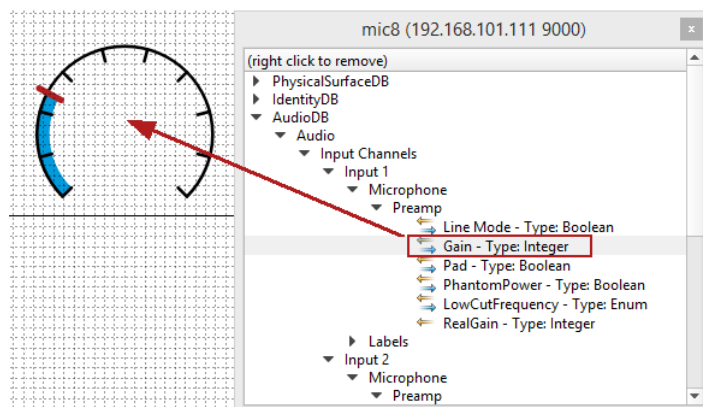 mic8 (192.168.101.111 9000)
x
(right click to remove)
PhysicalSurfaceDB
IdentityDB
AudioDB
Audio
Input Channels
Input 1
Microphone
Preamp
Line Mode - Type: Boolean
Gain - Type: Integer
Pad - Type: Boolean
PhantomPower - Type: Boolean
LowCutFrequency - Type: Enum
RealGain - Type: Integer
Labels
Input 2
Microphone
Preamp